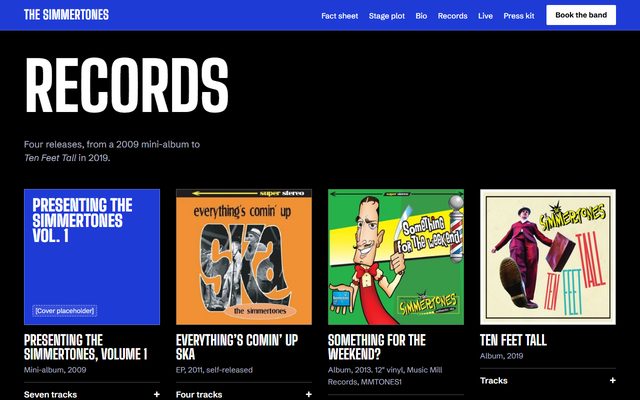 THE SIMMERTONES
Fact sheet
Stage plot
Bio
Records
Live
Press kit
Book the band
RECORDS
Four releases, from a 2009 mini-album to
Ten Feet Tall in 2019.
PRESENTING THE
SIMMERTONES
VOL. 1
[Cover placeholder]
PRESENTING THE
SIMMERTONES, VOLUME 1
Mini-album, 2009
Seven tracks
+
super stereo
everything's comin' up
ska
the simmertones
EVERYTHING'S COMIN' UP
SKA
EP, 2011, self-released
Four tracks
+
super stereo
Something
for The weekend
SIMMERTONES
SOMETHING FOR THE
WEEKEND?
Album, 2013. 12" vinyl, Music Mill
Records, MMTONES1
SIMMERTONES
TEN
FEET
TALL
TEN FEET TALL
Album, 2019
Tracks
+